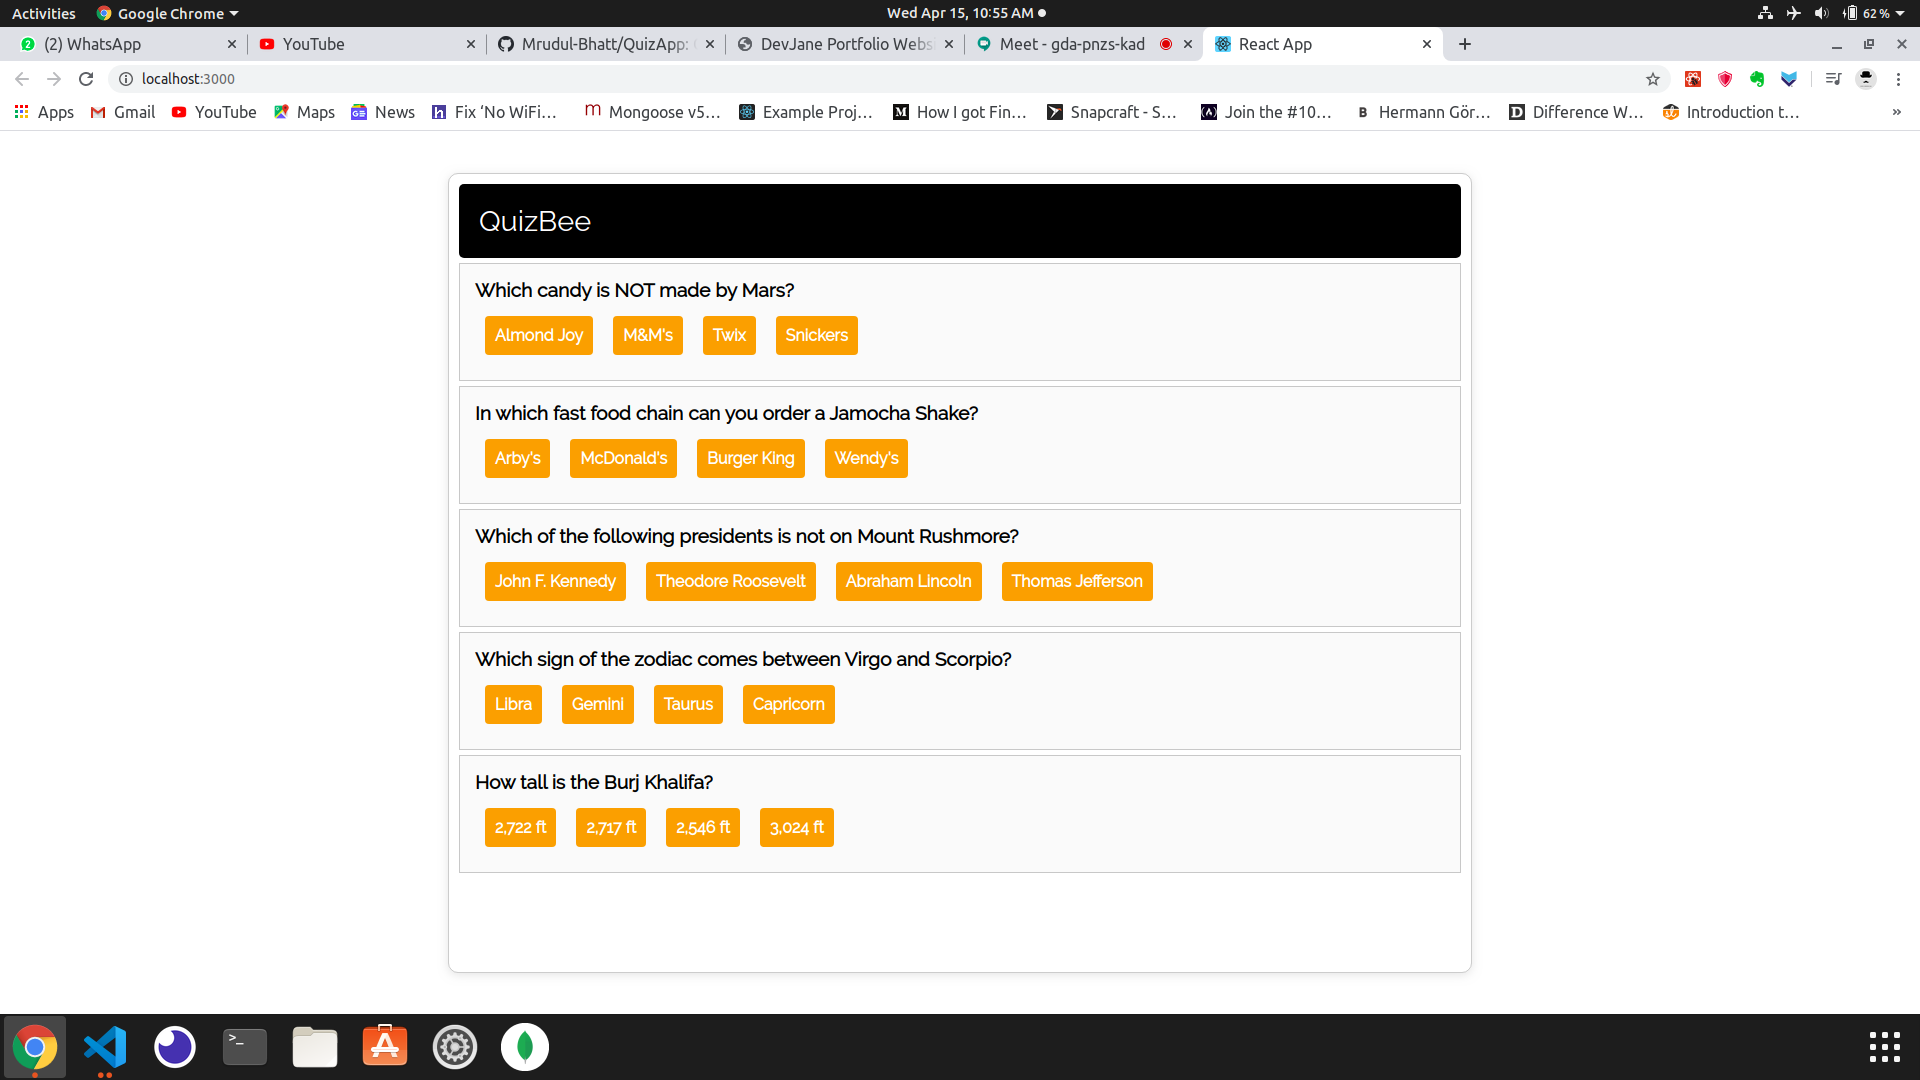 Activities Google Chrome Wed Apr 15, 10:55 AM 62 %
(2) WhatsApp YouTube Mrudul-Bhatt/QuizApp: DevJane Portfolio Webs Meet - gda-pnzs-kad React App
localhost:3000
Apps Gmail YouTube Maps News Fix ‘No WiFi… Mongoose v5… Example Proj… How I got Fin… Snapcraft - S… Join the #10… Hermann Gör… Difference W… Introduction t… »
QuizBee
Which candy is NOT made by Mars?
Almond Joy M&M's Twix Snickers
In which fast food chain can you order a Jamocha Shake?
Arby's McDonald's Burger King Wendy's
Which of the following presidents is not on Mount Rushmore?
John F. Kennedy Theodore Roosevelt Abraham Lincoln Thomas Jefferson
Which sign of the zodiac comes between Virgo and Scorpio?
Libra Gemini Taurus Capricorn
How tall is the Burj Khalifa?
2,722 ft 2,717 ft 2,546 ft 3,024 ft